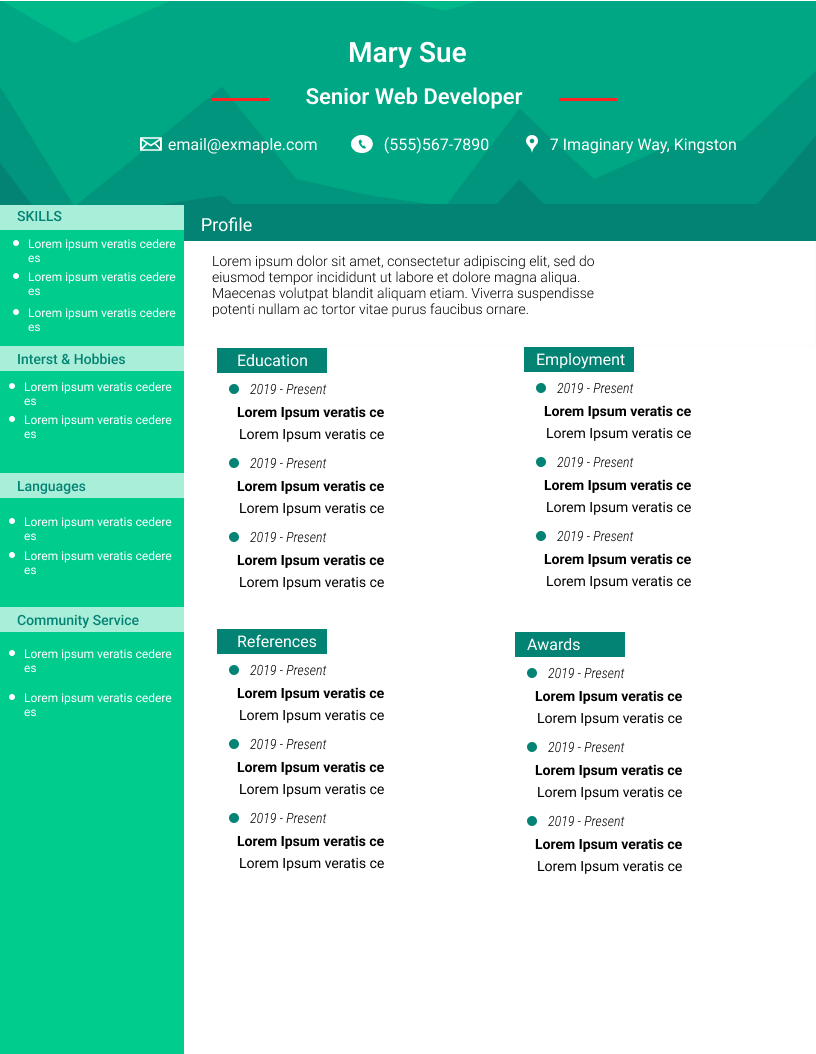 Mary Sue
Senior Web Developer
email@exmaple.com
(555)567-7890
7 Imaginary Way, Kingston
SKILLS
Lorem ipsum veratis cedere
es
Lorem ipsum veratis cedere
es
Lorem ipsum veratis cedere
es
Interst & Hobbies
Lorem ipsum veratis cedere
es
Lorem ipsum veratis cedere
es
Languages
Lorem ipsum veratis cedere
es
Lorem ipsum veratis cedere
es
Community Service
Lorem ipsum veratis cedere
es
Lorem ipsum veratis cedere
es
Profile
Lorem ipsum dolor sit amet, consectetur adipiscing elit, sed do
eiusmod tempor incididunt ut labore et dolore magna aliqua.
Maecenas volutpat blandit aliquam etiam. Viverra suspendisse
potenti nullam ac tortor vitae purus faucibus ornare.
Education
2019 - Present
Lorem Ipsum veratis ce
Lorem Ipsum veratis ce
2019 - Present
Lorem Ipsum veratis ce
Lorem Ipsum veratis ce
2019 - Present
Lorem Ipsum veratis ce
Lorem Ipsum veratis ce
Employment
2019 - Present
Lorem Ipsum veratis ce
Lorem Ipsum veratis ce
2019 - Present
Lorem Ipsum veratis ce
Lorem Ipsum veratis ce
2019 - Present
Lorem Ipsum veratis ce
Lorem Ipsum veratis ce
References
2019 - Present
Lorem Ipsum veratis ce
Lorem Ipsum veratis ce
2019 - Present
Lorem Ipsum veratis ce
Lorem Ipsum veratis ce
2019 - Present
Lorem Ipsum veratis ce
Lorem Ipsum veratis ce
Awards
2019 - Present
Lorem Ipsum veratis ce
Lorem Ipsum veratis ce
2019 - Present
Lorem Ipsum veratis ce
Lorem Ipsum veratis ce
2019 - Present
Lorem Ipsum veratis ce
Lorem Ipsum veratis ce